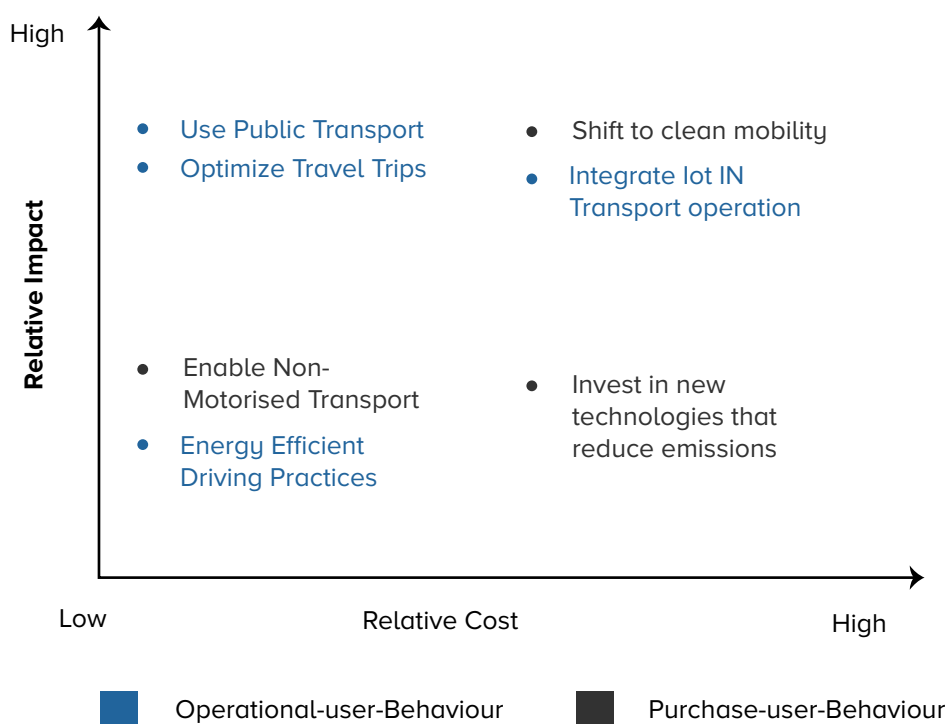 High
Use Public Transport
Shift to clean mobility
Optimize Travel Trips
Integrate Iot IN
Transport operation
Relative Impact
Enable Non-
Motorised Transport
Invest in new
technologies that
reduce emissions
Energy Efficient
Driving Practices
Low
Relative Cost
High
Operational-user-Behaviour
Purchase-user-Behaviour